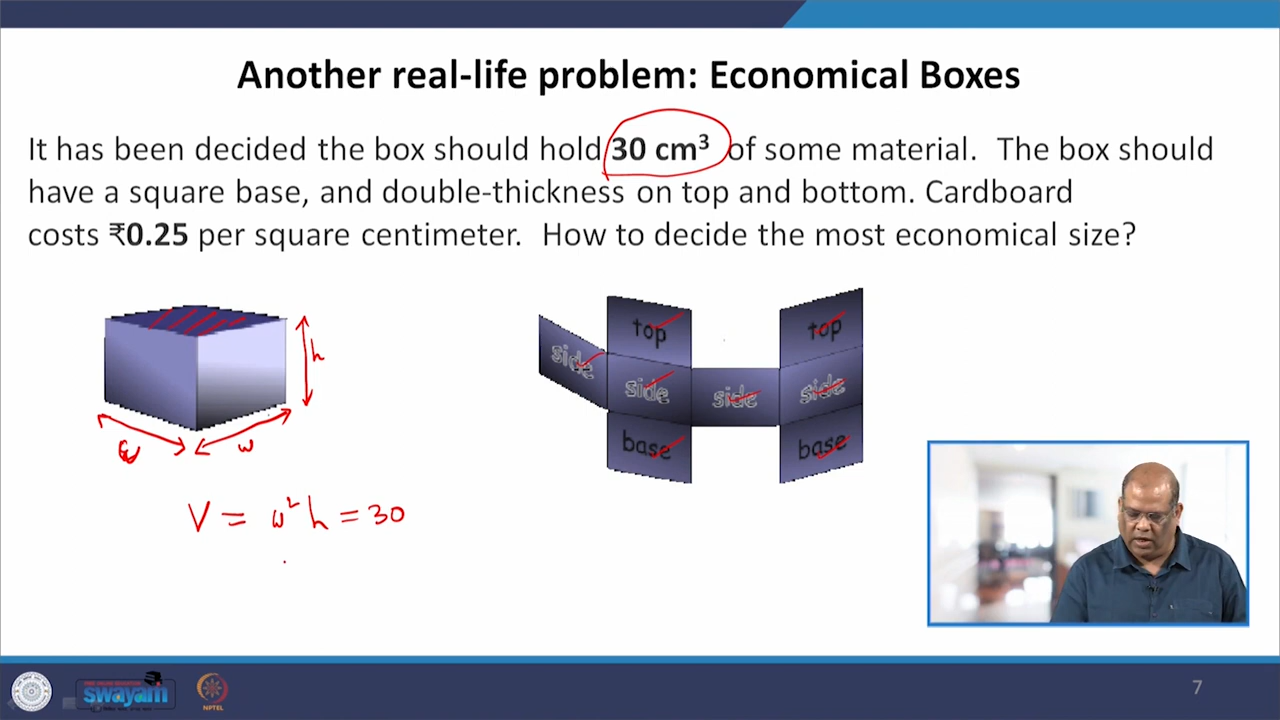 Another real-life problem: Economical Boxes
It has been decided the box should hold 30 cm³ of some material. The box should
have a square base, and double-thickness on top and bottom. Cardboard
costs ₹0.25 per square centimeter. How to decide the most economical size?
top
top
side
side
side
side
base
base
h
w
w
V = w²h = 30
swayam
NPTEL
7